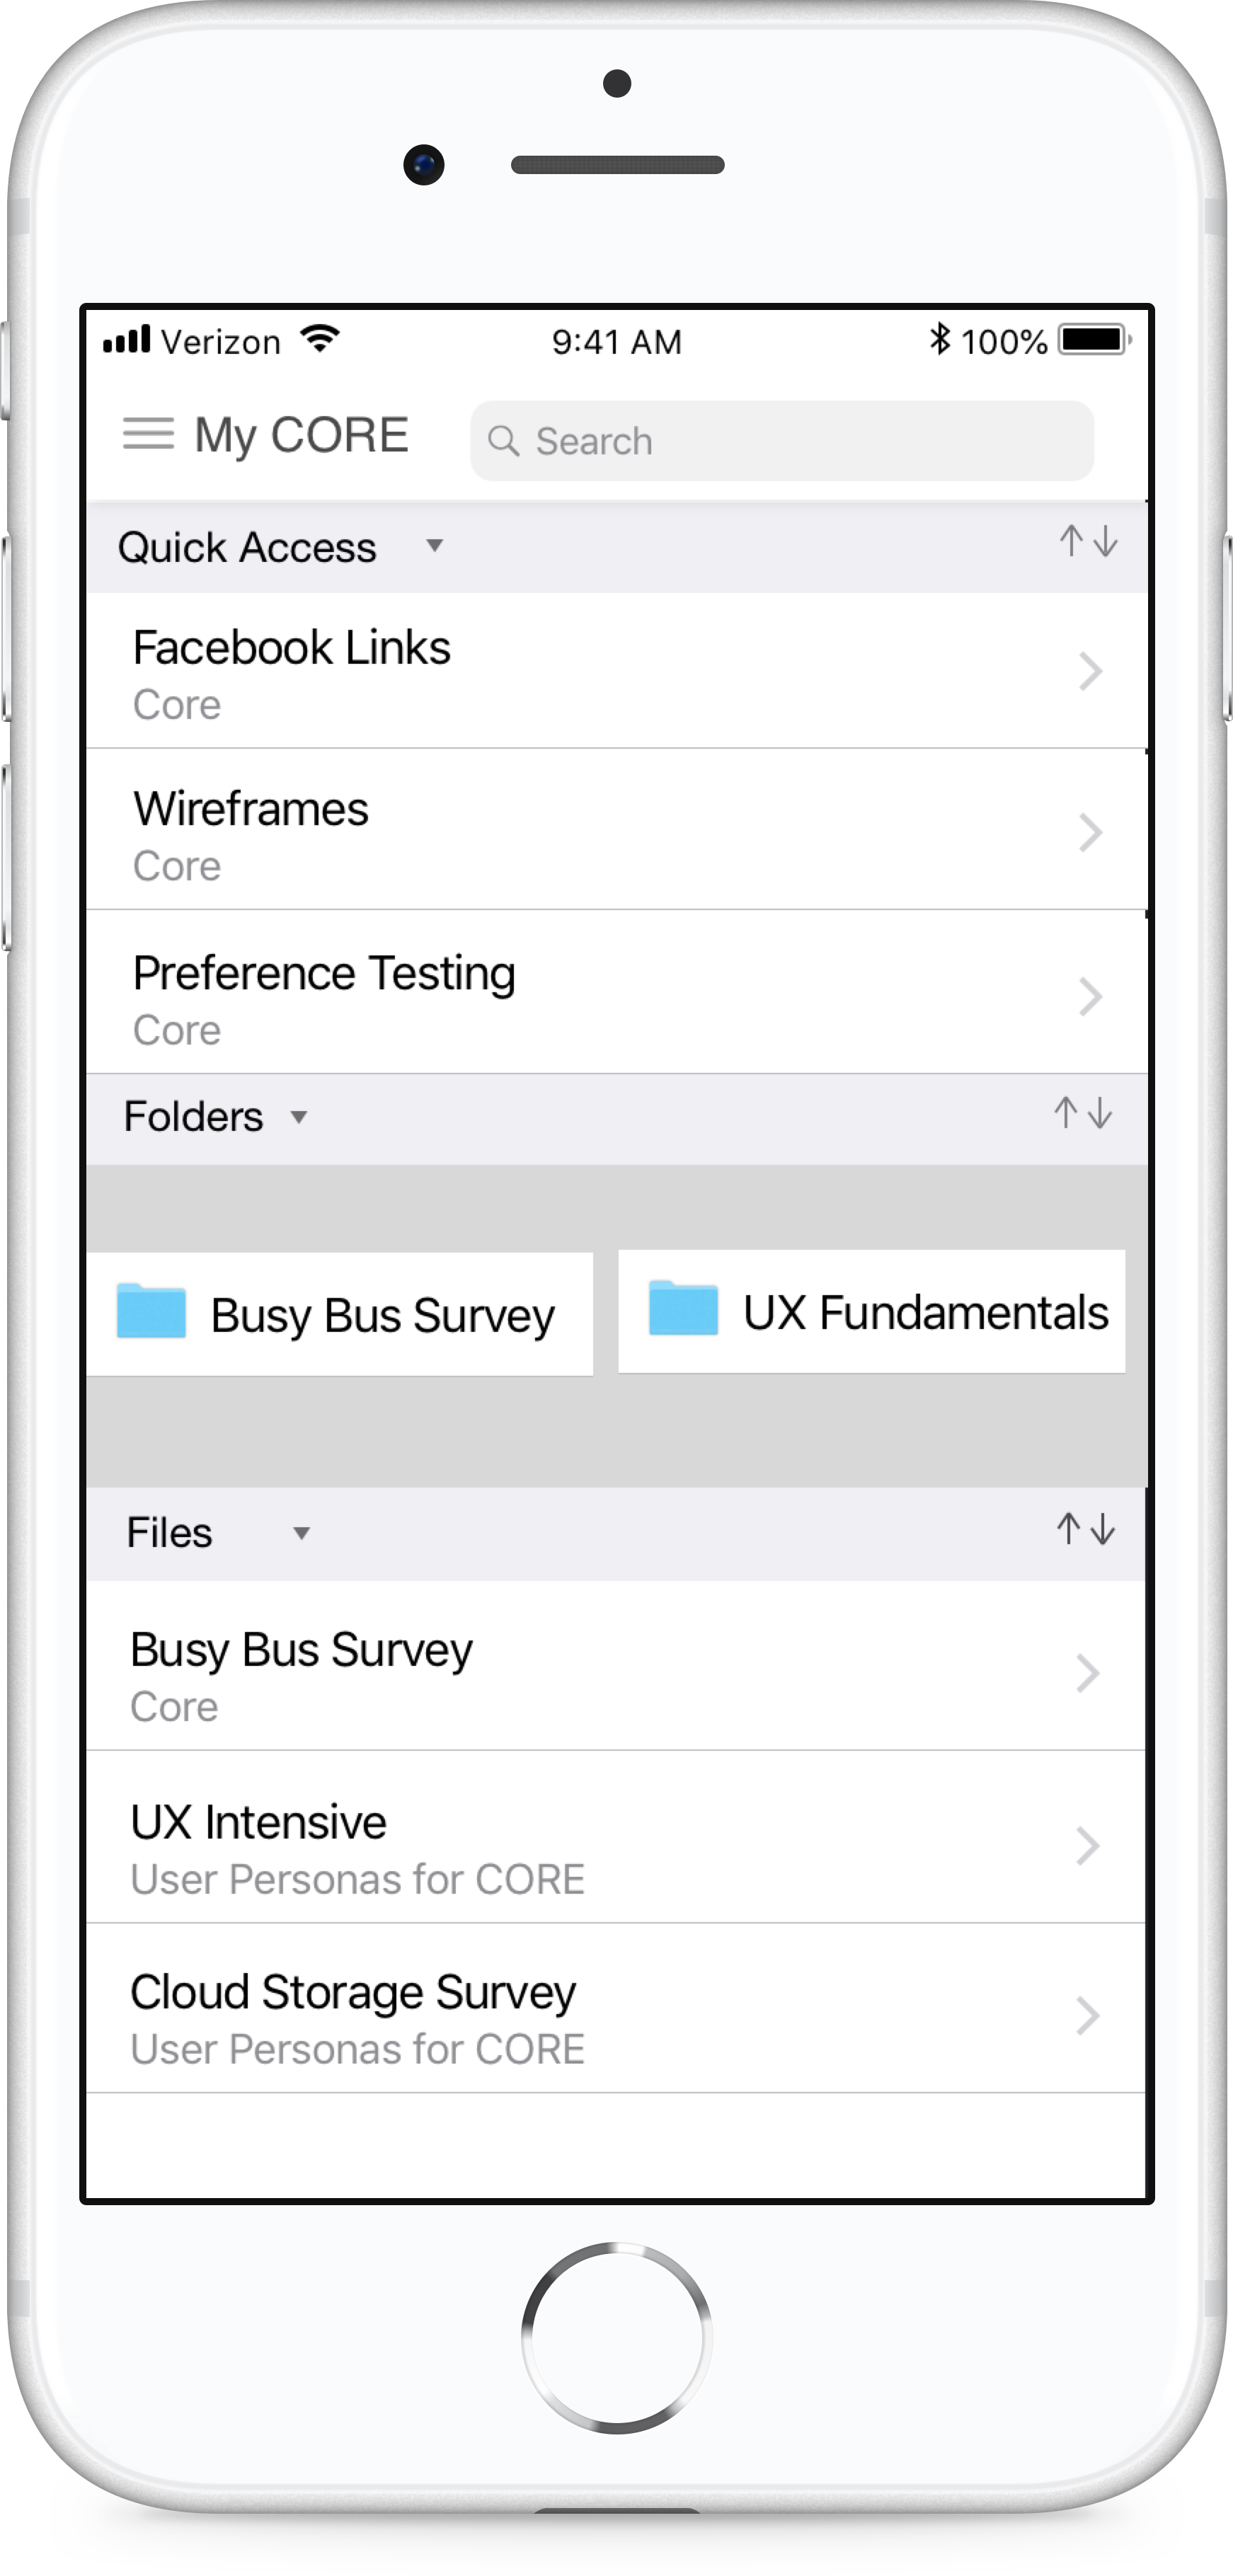 Verizon 9:41 AM 100%
My CORE Search
Quick Access
Facebook Links
Core
Wireframes
Core
Preference Testing
Core
Folders
Busy Bus Survey UX Fundamentals
Files
Busy Bus Survey
Core
UX Intensive
User Personas for CORE
Cloud Storage Survey
User Personas for CORE